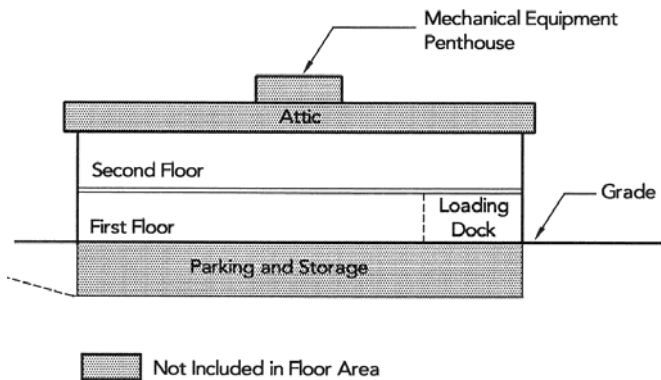 Mechanical Equipment
Penthouse
Attic
Second Floor
Grade
Loading
Dock
First Floor
Parking and Storage
Not Included in Floor Area